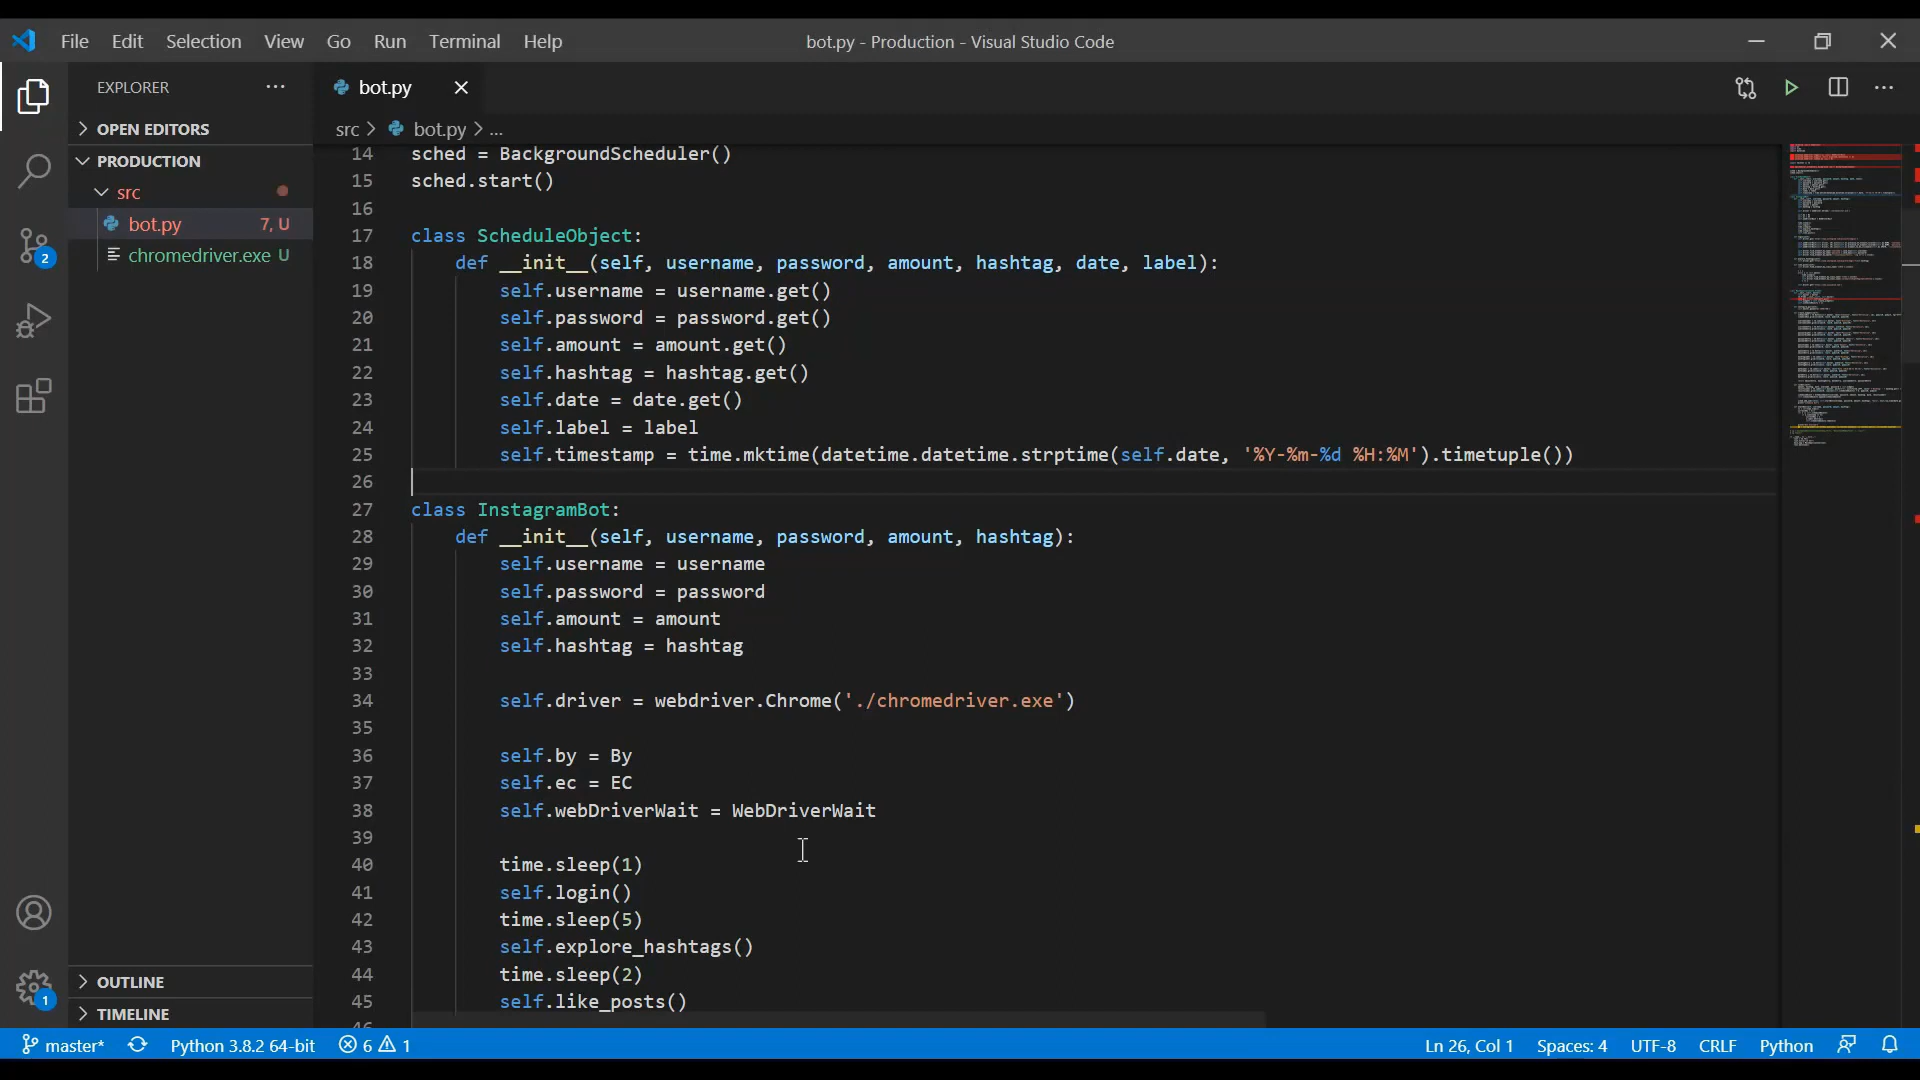 File Edit Selection View Go Run Terminal Help bot.py - Production - Visual Studio Code
EXPLORER ···
OPEN EDITORS
PRODUCTION
src
bot.py 7, U
chromedriver.exe U
OUTLINE
TIMELINE
2
1
bot.py
src > bot.py > ...
14 sched = BackgroundScheduler()
15 sched.start()
16
17 class ScheduleObject:
18 def __init__(self, username, password, amount, hashtag, date, label):
19 self.username = username.get()
20 self.password = password.get()
21 self.amount = amount.get()
22 self.hashtag = hashtag.get()
23 self.date = date.get()
24 self.label = label
25 self.timestamp = time.mktime(datetime.datetime.strptime(self.date, '%Y-%m-%d %H:%M').timetuple())
26
27 class InstagramBot:
28 def __init__(self, username, password, amount, hashtag):
29 self.username = username
30 self.password = password
31 self.amount = amount
32 self.hashtag = hashtag
33
34 self.driver = webdriver.Chrome('./chromedriver.exe')
35
36 self.by = By
37 self.ec = EC
38 self.webDriverWait = WebDriverWait
39
40 time.sleep(1)
41 self.login()
42 time.sleep(5)
43 self.explore_hashtags()
44 time.sleep(2)
45 self.like_posts()
master* Python 3.8.2 64-bit 6 1 Ln 26, Col 1 Spaces: 4 UTF-8 CRLF Python